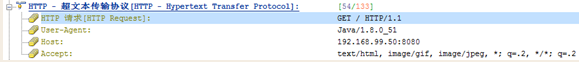 HTTP - 超文本传输协议[HTTP - Hypertext Transfer Protocol]: [54/133]
HTTP 请求[HTTP Request]: GET / HTTP/1.1
User-Agent: Java/1.8.0_51
Host: 192.168.99.50:8080
Accept: text/html, image/gif, image/jpeg, *; q=.2, */*; q=.2